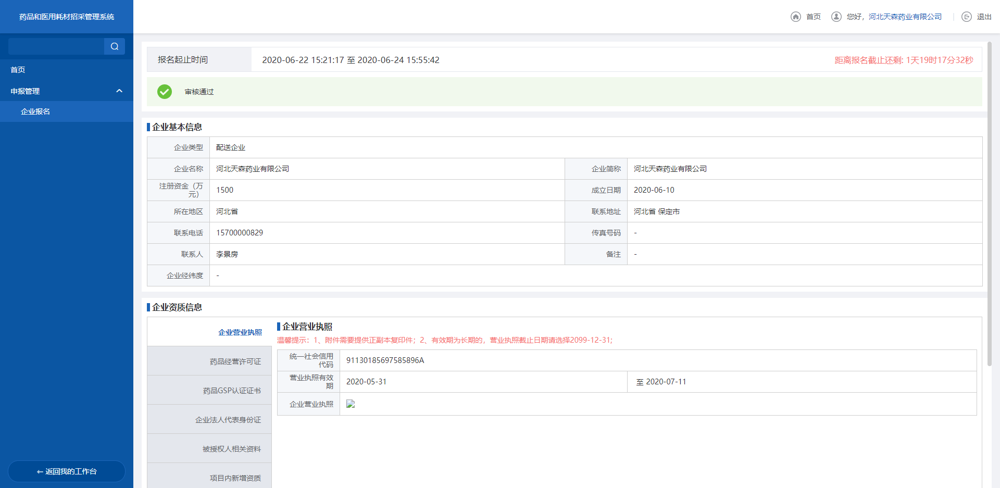 药品和医用耗材招采管理系统
首页
您好，河北天森药业有限公司
退出
首页
申报管理
企业报名
返回我的工作台
报名起止时间
2020-06-22 15:21:17 至 2020-06-24 15:55:42
距离报名截止还剩: 1天19时17分32秒
审核通过
企业基本信息
企业类型
配送企业
企业名称
河北天森药业有限公司
企业简称
河北天森药业有限公司
注册资金（万
元）
1500
成立日期
2020-06-10
所在地区
河北省
联系地址
河北省 保定市
联系电话
15700000829
传真号码
-
联系人
李景房
备注
-
企业经纬度
-
企业资质信息
企业营业执照
药品经营许可证
药品GSP认证证书
企业法人代表身份证
被授权人相关资料
项目内新增资质
企业营业执照
温馨提示：1、附件需要提供正副本复印件；2、有效期为长期的，营业执照截止日期请选择2099-12-31;
统一社会信用
代码
91130185697585896A
营业执照有效
期
2020-05-31
至 2020-07-11
企业营业执照